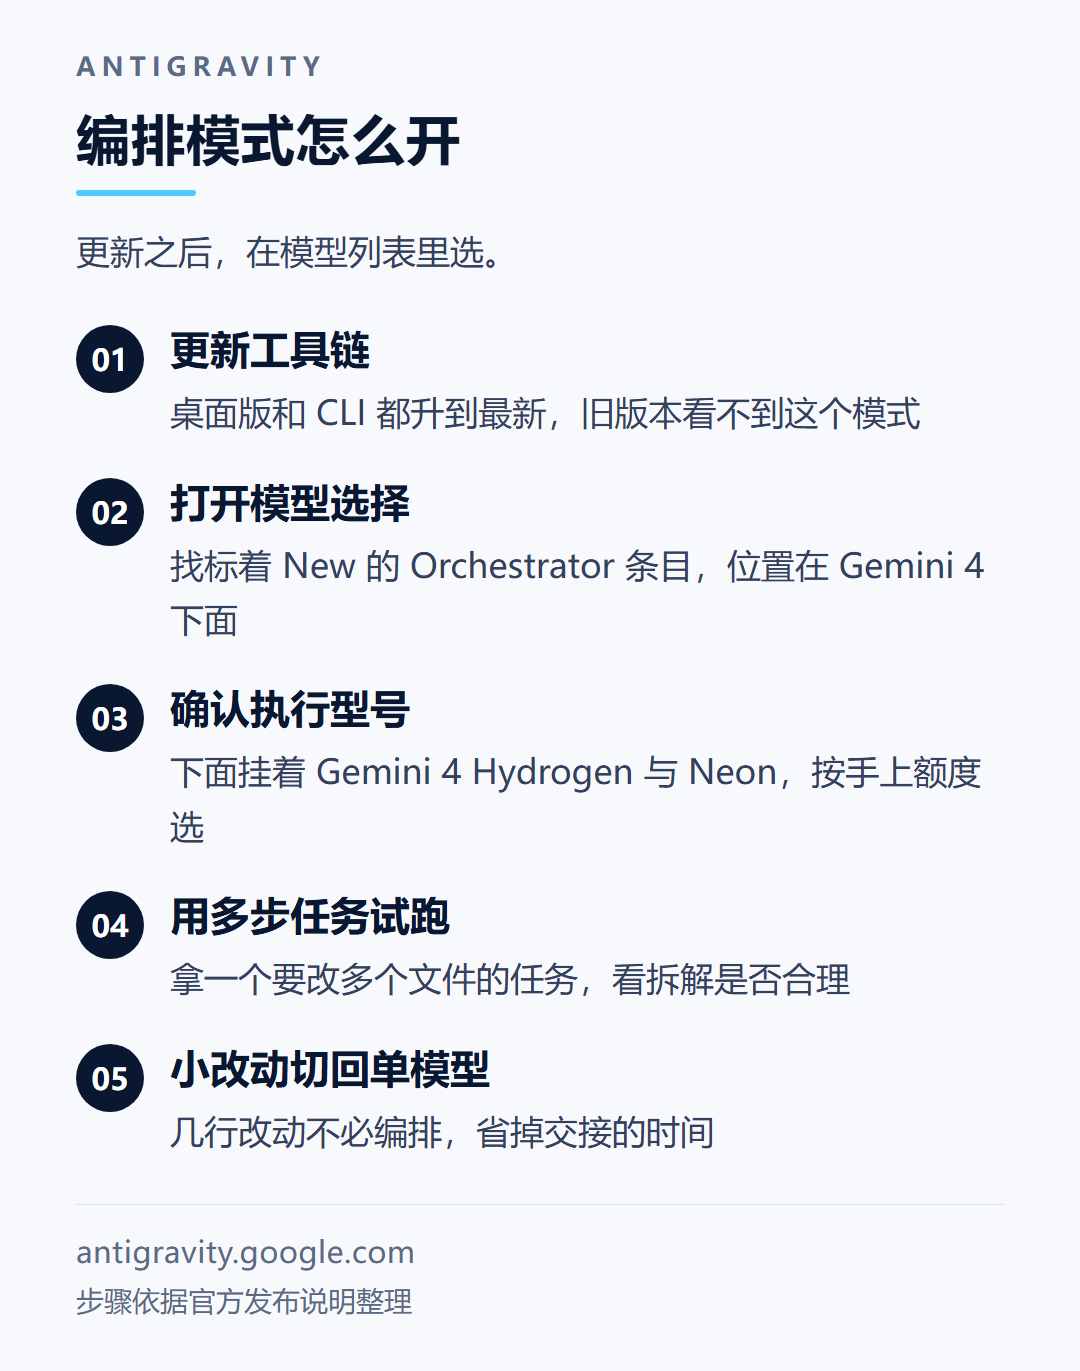 ANTIGRAVITY
编排模式怎么开
更新之后，在模型列表里选。
01
更新工具链
桌面版和 CLI 都升到最新，旧版本看不到这个模式
02
打开模型选择
找标着 New 的 Orchestrator 条目，位置在 Gemini 4
下面
03
确认执行型号
下面挂着 Gemini 4 Hydrogen 与 Neon，按手上额度
选
04
用多步任务试跑
拿一个要改多个文件的任务，看拆解是否合理
05
小改动切回单模型
几行改动不必编排，省掉交接的时间
antigravity.google.com
步骤依据官方发布说明整理